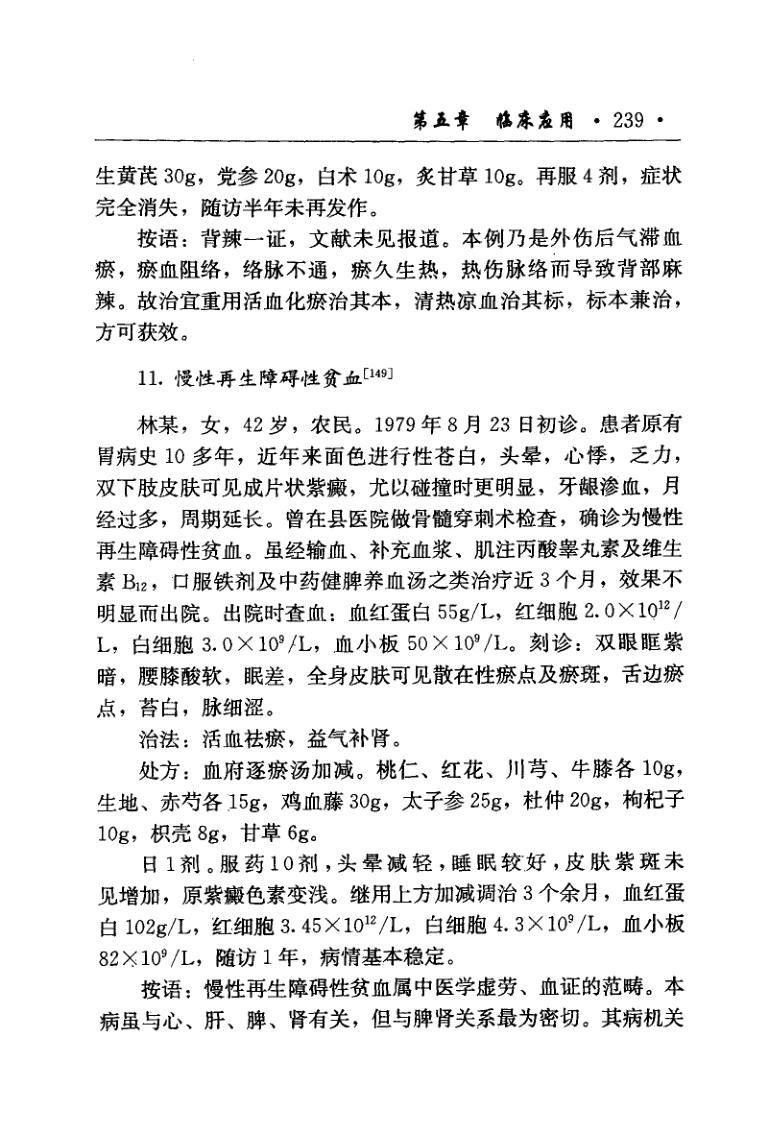 第五章 临床应用 · 239 ·
生黄芪 30g，党参 20g，白术 10g，炙甘草 10g。再服 4 剂，症状
完全消失，随访半年未再发作。
按语：背辣一证，文献未见报道。本例乃是外伤后气滞血
瘀，瘀血阻络，络脉不通，瘀久生热，热伤脉络而导致背部麻
辣。故治宜重用活血化瘀治其本，清热凉血治其标，标本兼治，
方可获效。
11. 慢性再生障碍性贫血[149]
林某，女，42 岁，农民。1979 年 8 月 23 日初诊。患者原有
胃病史 10 多年，近年来面色进行性苍白，头晕，心悸，乏力，
双下肢皮肤可见成片状紫癜，尤以碰撞时更明显，牙龈渗血，月
经过多，周期延长。曾在县医院做骨髓穿刺术检查，确诊为慢性
再生障碍性贫血。虽经输血、补充血浆、肌注丙酸睾丸素及维生
素 B₁₂，口服铁剂及中药健脾养血汤之类治疗近 3 个月，效果不
明显而出院。出院时查血：血红蛋白 55g/L，红细胞 2.0×10¹²/
L，白细胞 3.0×10⁹/L，血小板 50×10⁹/L。刻诊：双眼眶紫
暗，腰膝酸软，眠差，全身皮肤可见散在性瘀点及瘀斑，舌边瘀
点，苔白，脉细涩。
治法：活血祛瘀，益气补肾。
处方：血府逐瘀汤加减。桃仁、红花、川芎、牛膝各 10g，
生地、赤芍各 15g，鸡血藤 30g，太子参 25g，杜仲 20g，枸杞子
10g，枳壳 8g，甘草 6g。
日 1 剂。服药 10 剂，头晕减轻，睡眠较好，皮肤紫斑未
见增加，原紫癜色素变浅。继用上方加减调治 3 个余月，血红蛋
白 102g/L，红细胞 3.45×10¹²/L，白细胞 4.3×10⁹/L，血小板
82×10⁹/L，随访 1 年，病情基本稳定。
按语：慢性再生障碍性贫血属中医学虚劳、血证的范畴。本
病虽与心、肝、脾、肾有关，但与脾肾关系最为密切。其病机关